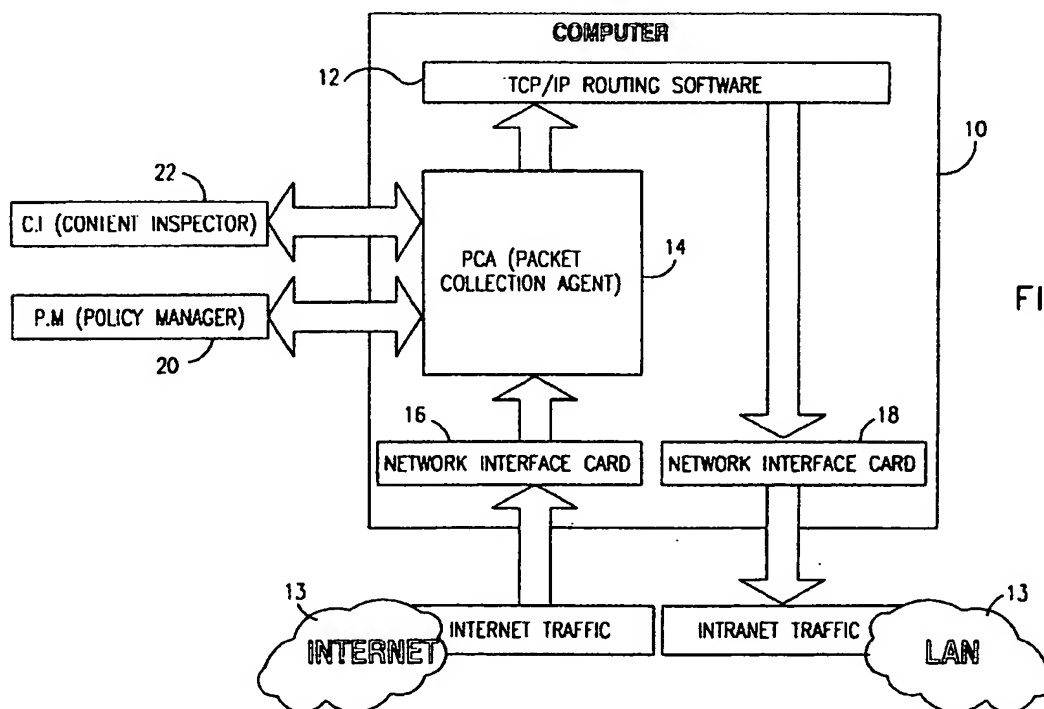 COMPUTER
12
TCP/IP ROUTING SOFTWARE
10
22
C.I (CONTENT INSPECTOR)
PCA (PACKET
COLLECTION AGENT)
14
FI
P.M (POLICY MANAGER)
20
16
18
NETWORK INTERFACE CARD
NETWORK INTERFACE CARD
13
INTERNET
INTERNET TRAFFIC
INTRANET TRAFFIC
13
LAN